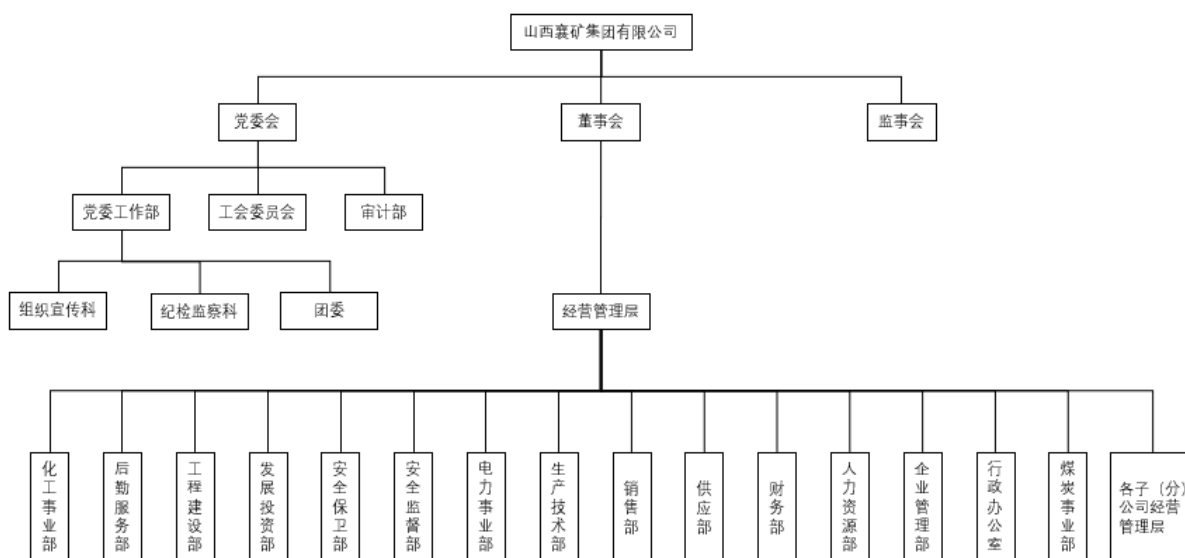 山西襄矿集团有限公司
党委会
董事会
监事会
党委工作部
工会委员会
审计部
组织宣传科
纪检监察科
团委
经营管理层
化工事业部
后勤服务部
工程建设部
发展投资部
安全保卫部
安全监督部
电力事业部
生产技术部
销售部
供应部
财务部
人力资源部
企业管理部
行政办公室
煤炭事业部
各子（分）
公司经营
管理层